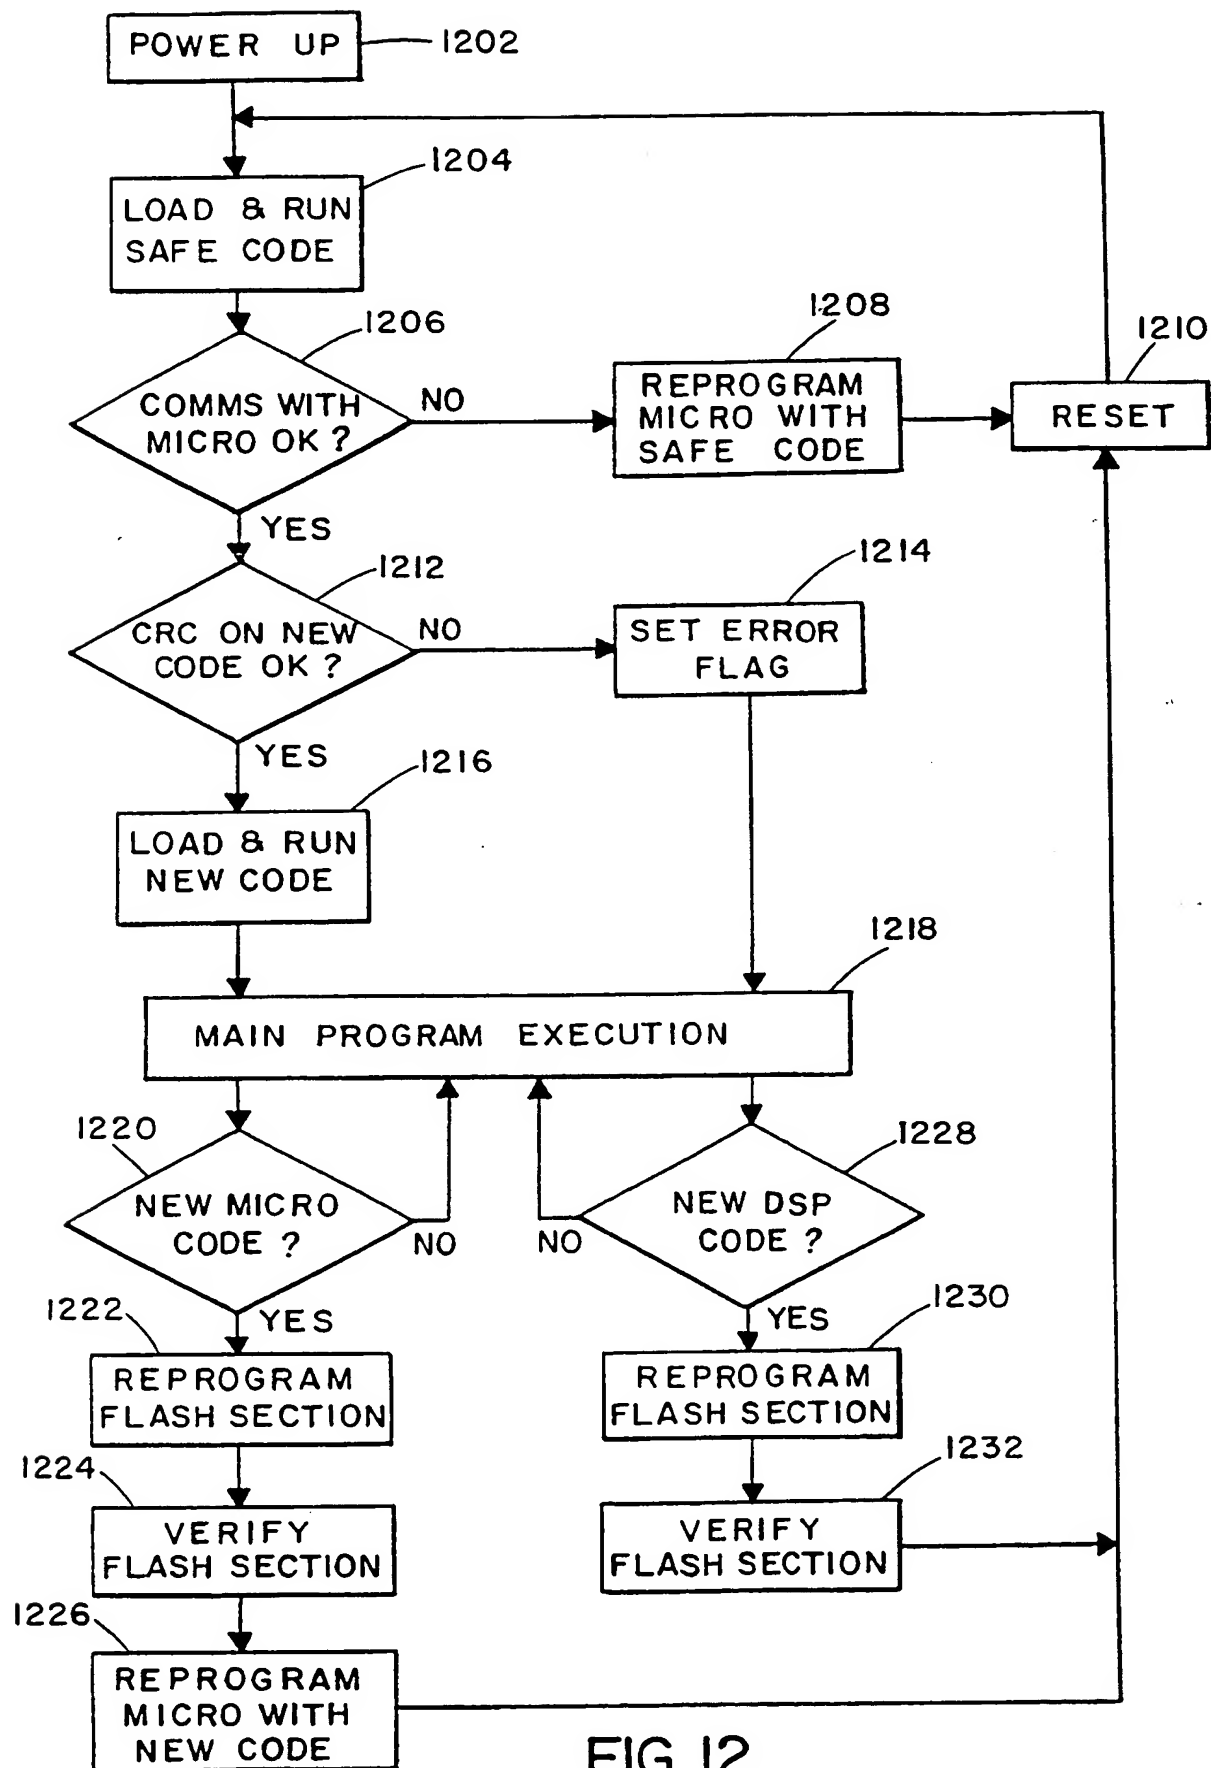 POWER UP
1202
1204
LOAD & RUN
SAFE CODE
1206
COMMS WITH
MICRO OK?
NO
YES
1208
REPROGRAM
MICRO WITH
SAFE CODE
1210
RESET
1212
CRC ON NEW
CODE OK?
NO
YES
1214
SET ERROR
FLAG
1216
LOAD & RUN
NEW CODE
1218
MAIN PROGRAM EXECUTION
1220
NEW MICRO
CODE ?
NO
YES
1228
NEW DSP
CODE ?
NO
YES
1222
REPROGRAM
FLASH SECTION
1230
REPROGRAM
FLASH SECTION
1224
VERIFY
FLASH SECTION
1232
VERIFY
FLASH SECTION
1226
REPROGRAM
MICRO WITH
NEW CODE
FIG. 12